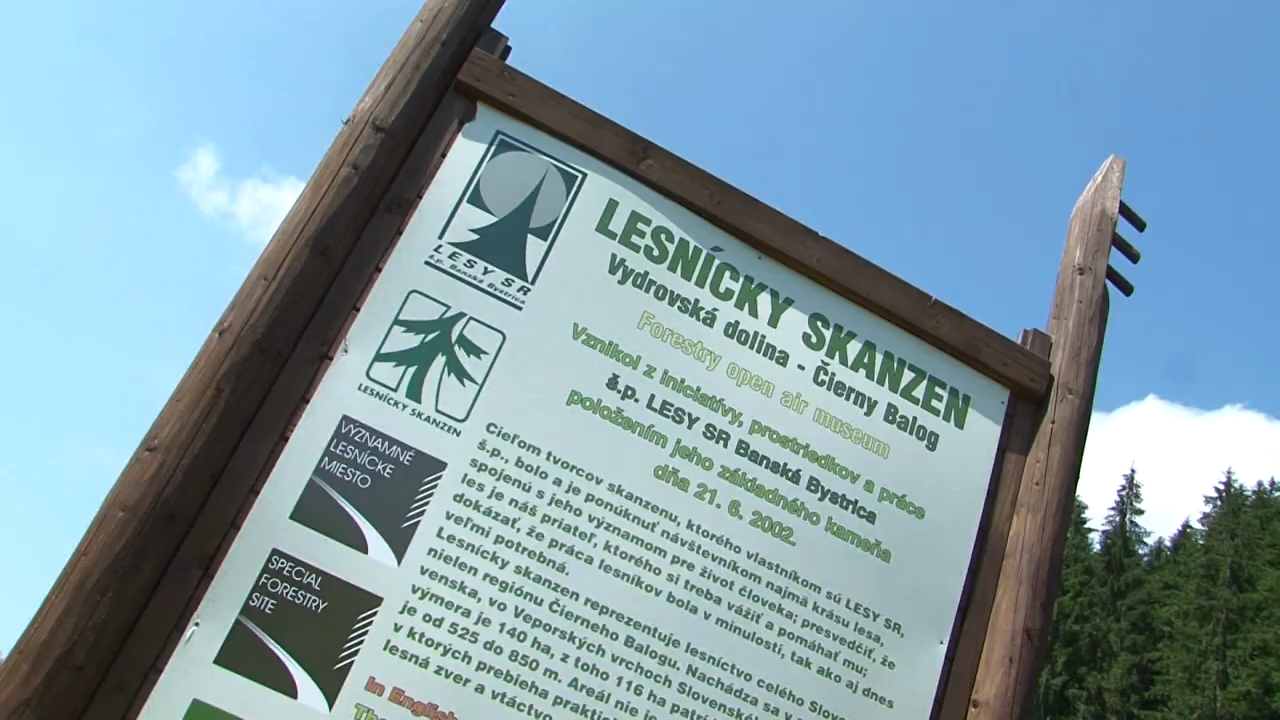 LESY SR
š.p. Banská Bystrica
LESNÍCKY SKANZEN
VÝZNAMNÉ
LESNÍCKE
MIESTO
SPECIAL
FORESTRY
SITE
LESNÍCKY SKANZEN
Vydrovská dolina - Čierny Balog
Forestry open air museum
Vznikol z iniciatívy, prostriedkov a práce
š.p. LESY SR Banská Bystrica
položením jeho základného kameňa
dňa 21. 6. 2002.
Cieľom tvorcov skanzenu, ktorého vlastníkom sú LESY SR,
š.p., bolo a je ponúknuť návštevníkom najmä krásu lesa,
spojenú s jeho významom pre život človeka; presvedčiť, že
les je náš priateľ, ktorého si treba vážiť a pomáhať mu;
dokázať, že práca lesníkov bola v minulosti, tak ako aj dnes
veľmi potrebná.
Lesnícky skanzen reprezentuje lesníctvo celého Slove
nielen regiónu Čierneho Balogu. Nachádza sa v s
venska, vo Veporských vrchoch Slovenské
výmera je 140 ha, z toho 116 ha patrí
je od 525 do 850 m. Areál nie je
v ktorých prebieha praktic
lesná zver a vtáctvo
In English